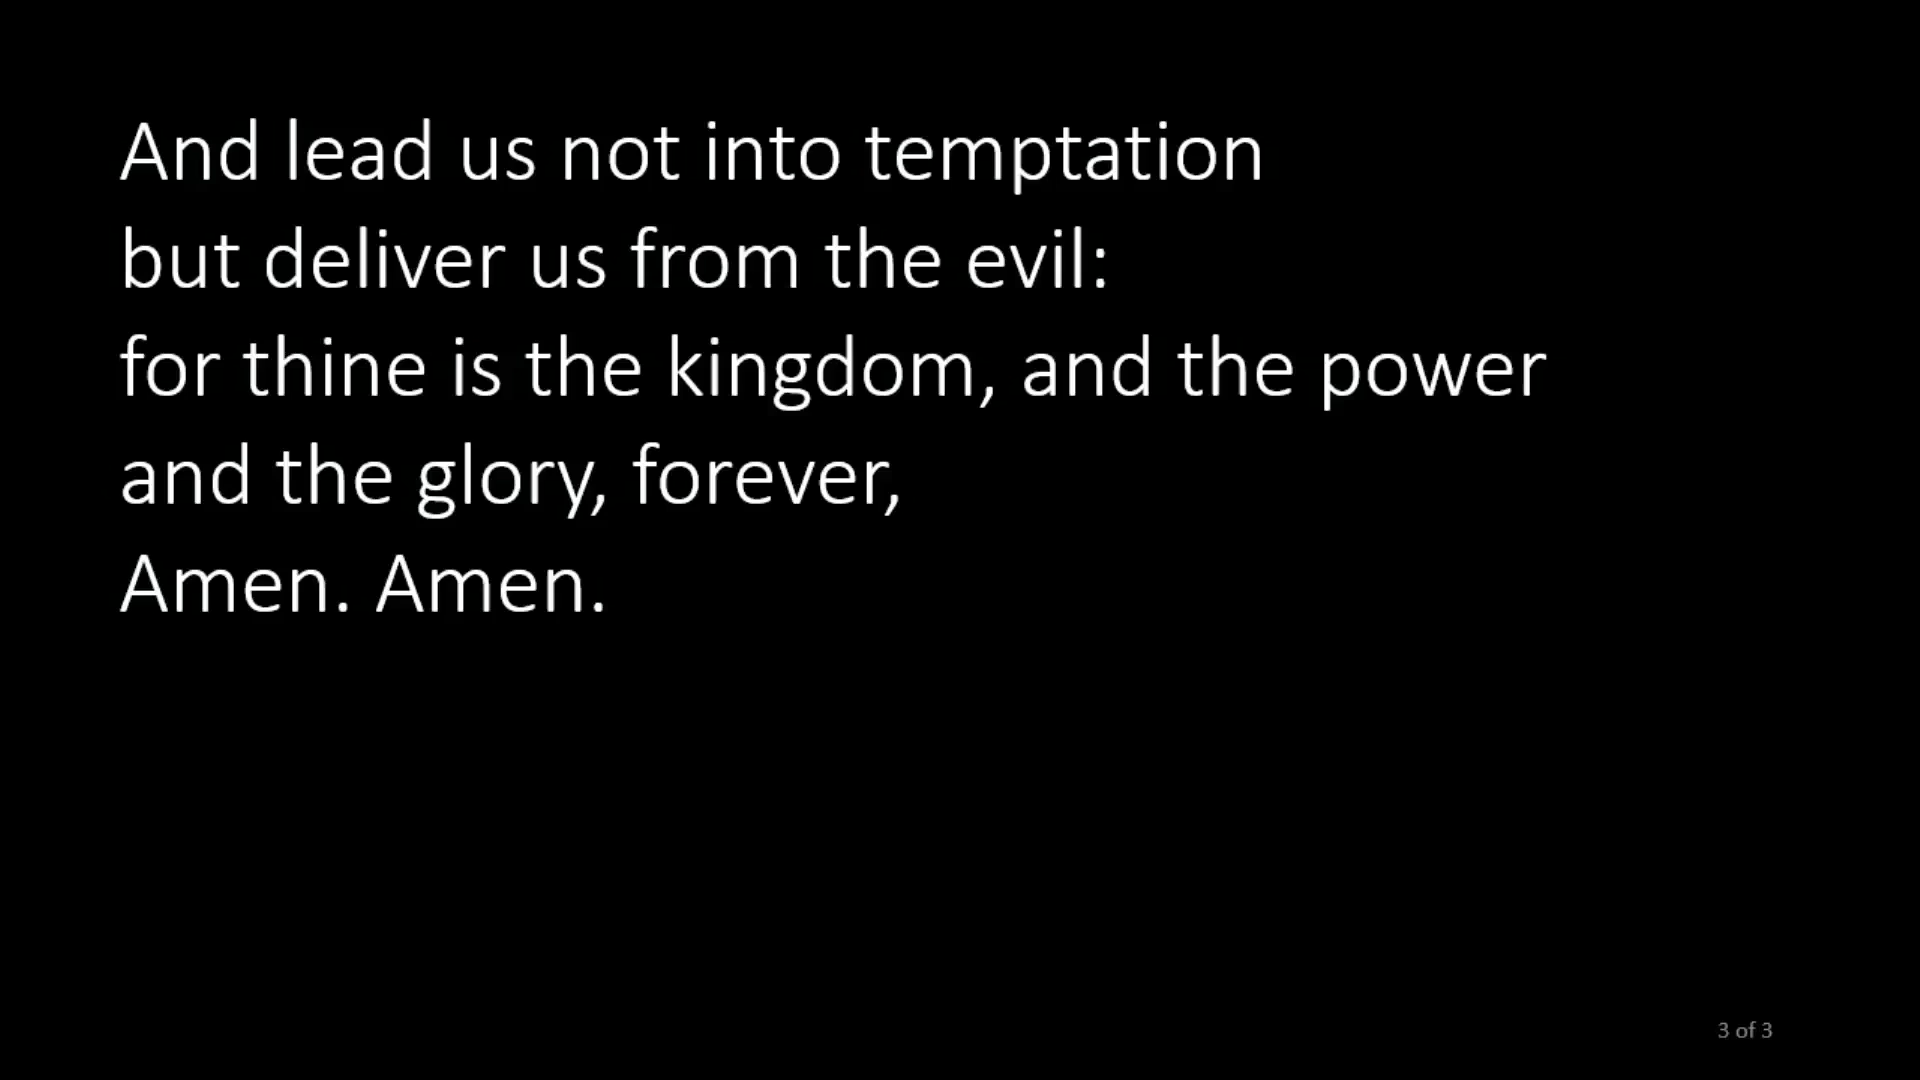 And lead us not into temptation
but deliver us from the evil:
for thine is the kingdom, and the power
and the glory, forever,
Amen. Amen.
3 of 3